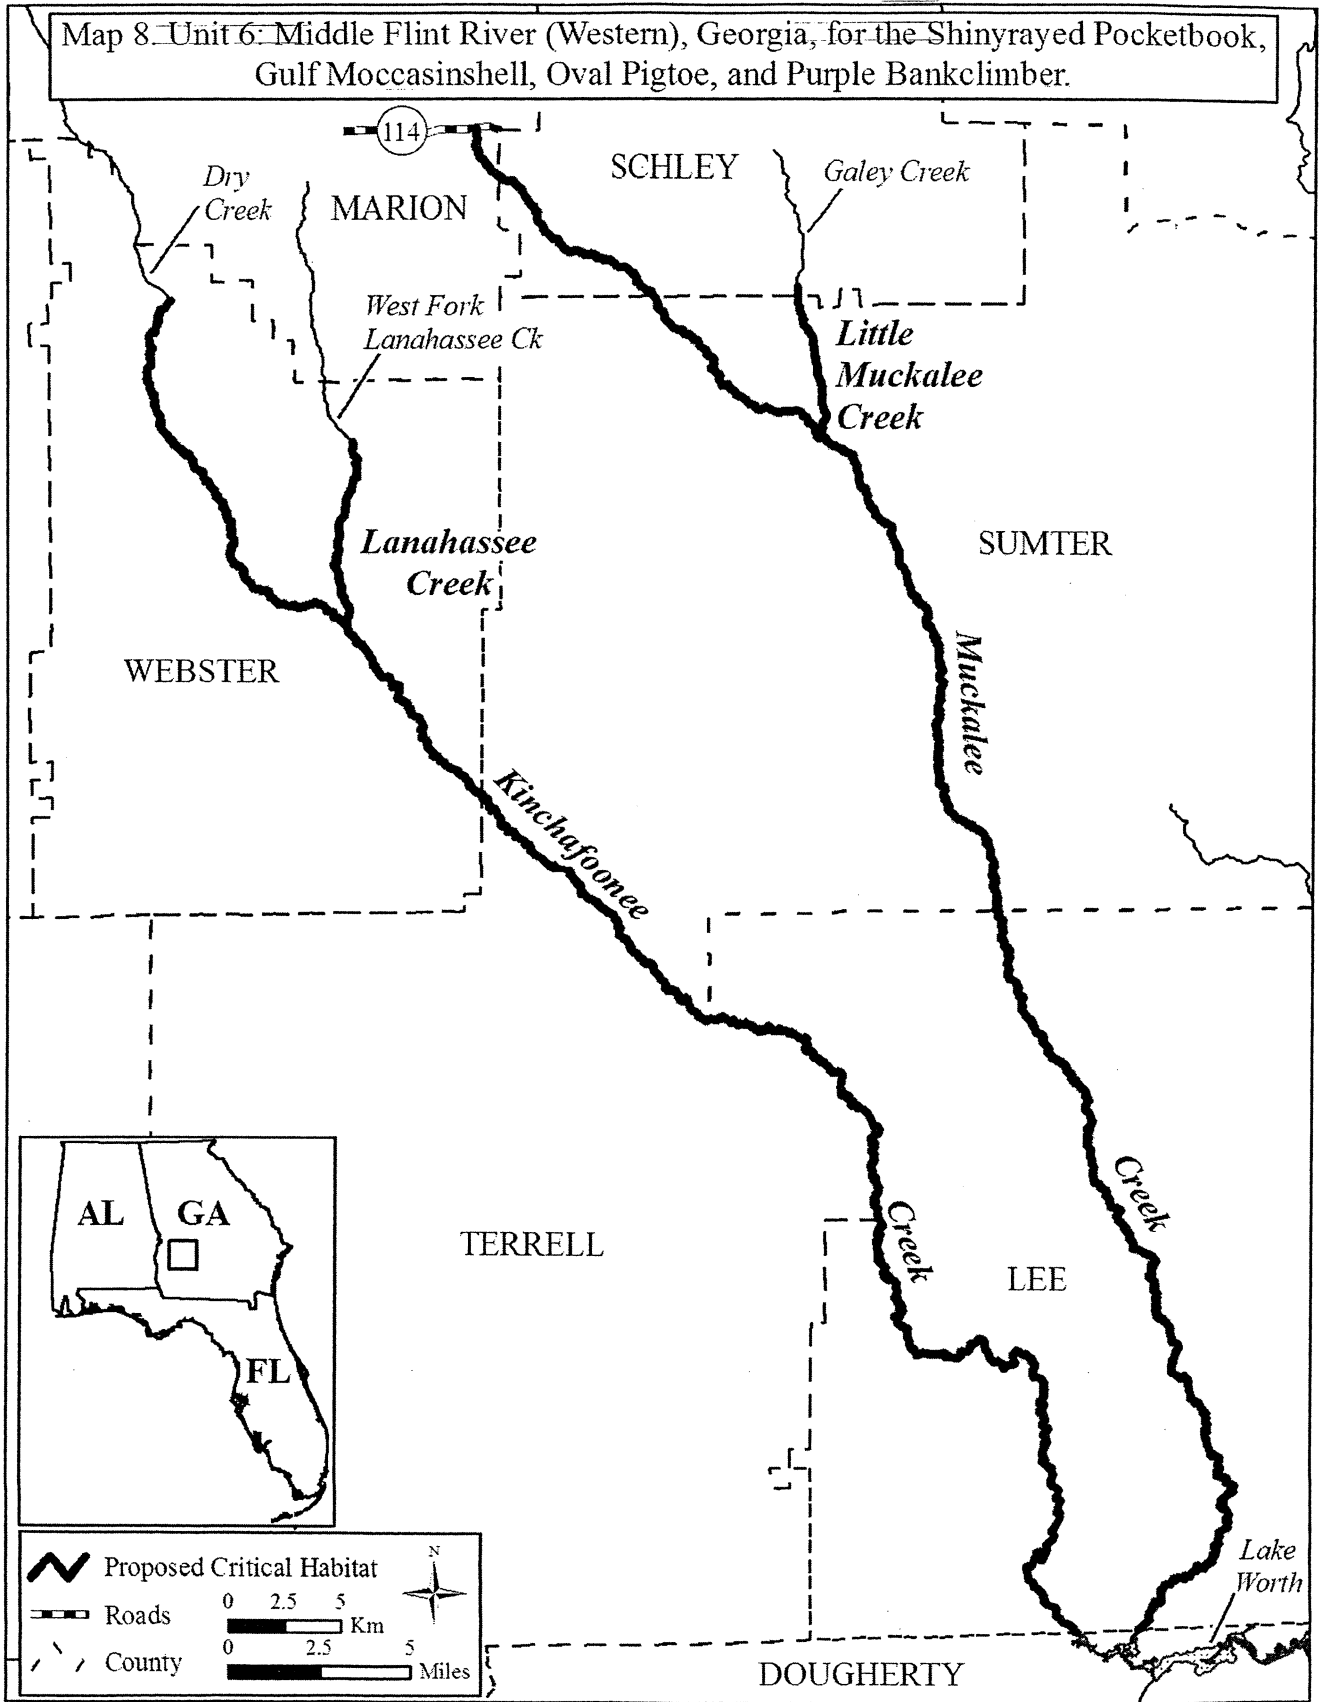 Map 8. Unit 6: Middle Flint River (Western), Georgia, for the Shinyrayed Pocketbook,
Gulf Moccasinshell, Oval Pigtoe, and Purple Bankclimber.
114
SCHLEY
Galey Creek
Dry
Creek
MARION
West Fork
Lanahassee Ck
Little
Muckalee
Creek
Lanahassee
Creek
SUMTER
WEBSTER
Muckalee
Kinchafoonee
Creek
Creek
TERRELL
LEE
AL
GA
FL
Lake
Worth
DOUGHERTY
Proposed Critical Habitat
N
Roads
0 2.5 5
Km
County
0 2.5 5
Miles